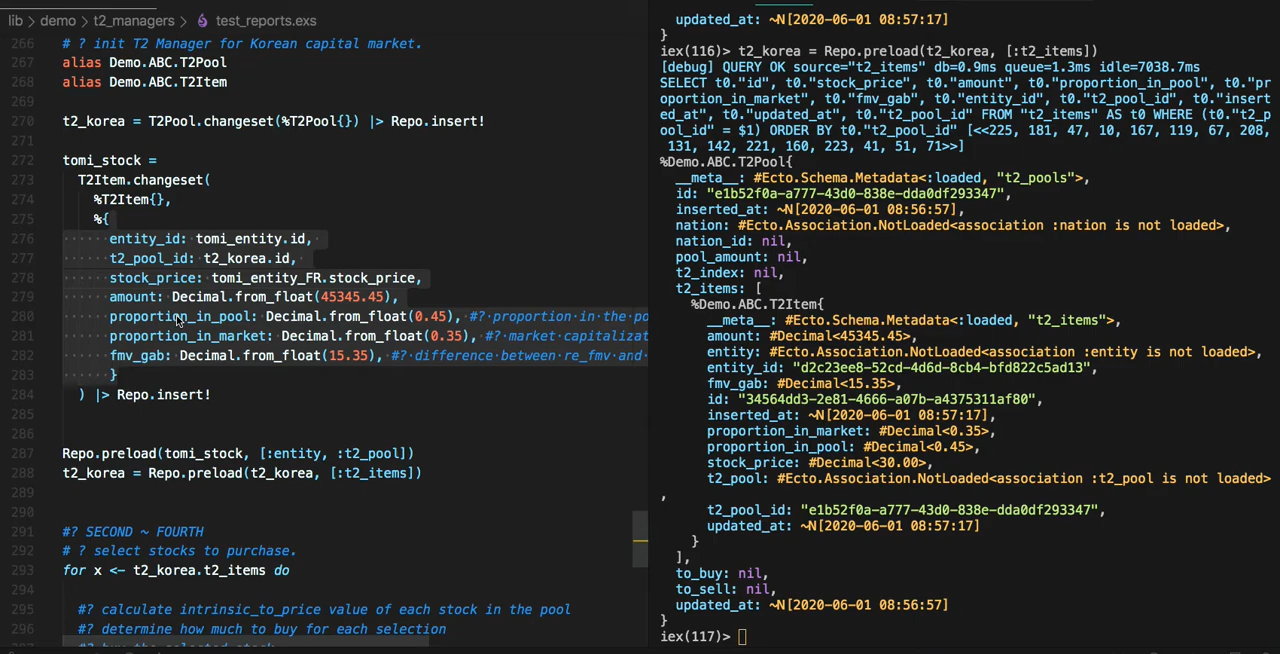 lib > demo > t2_managers > test_reports.exs
266 # ? init T2 Manager for Korean capital market.
267 alias Demo.ABC.T2Pool
268 alias Demo.ABC.T2Item
269
270 t2_korea = T2Pool.changeset(%T2Pool{}) |> Repo.insert!
271
272 tomi_stock =
273 T2Item.changeset(
274 %T2Item{},
275 %{
276 entity_id: tomi_entity.id,
277 t2_pool_id: t2_korea.id,
278 stock_price: tomi_entity_FR.stock_price,
279 amount: Decimal.from_float(45345.45),
280 proportion_in_pool: Decimal.from_float(0.45), #? proportion in the po
281 proportion_in_market: Decimal.from_float(0.35), #? market capitalizat
282 fmv_gab: Decimal.from_float(15.35), #? difference between re_fmv and
283 }
284 ) |> Repo.insert!
285
286
287 Repo.preload(tomi_stock, [:entity, :t2_pool])
288 t2_korea = Repo.preload(t2_korea, [:t2_items])
289
290
291 #? SECOND ~ FOURTH
292 # ? select stocks to purchase.
293 for x <- t2_korea.t2_items do
294
295 #? calculate intrinsic_to_price value of each stock in the pool
296 #? determine how much to buy for each selection
updated_at: ~N[2020-06-01 08:57:17]
}
iex(116)> t2_korea = Repo.preload(t2_korea, [:t2_items])
[debug] QUERY OK source="t2_items" db=0.9ms queue=1.3ms idle=7038.7ms
SELECT t0."id", t0."stock_price", t0."amount", t0."proportion_in_pool", t0."pr
oportion_in_market", t0."fmv_gab", t0."entity_id", t0."t2_pool_id", t0."insert
ed_at", t0."updated_at", t0."t2_pool_id" FROM "t2_items" AS t0 WHERE (t0."t2_p
ool_id" = $1) ORDER BY t0."t2_pool_id" [<<225, 181, 47, 10, 167, 119, 67, 208,
131, 142, 221, 160, 223, 41, 51, 71>>]
%Demo.ABC.T2Pool{
__meta__: #Ecto.Schema.Metadata<:loaded, "t2_pools">,
id: "e1b52f0a-a777-43d0-838e-dda0df293347",
inserted_at: ~N[2020-06-01 08:56:57],
nation: #Ecto.Association.NotLoaded<association :nation is not loaded>,
nation_id: nil,
pool_amount: nil,
t2_index: nil,
t2_items: [
%Demo.ABC.T2Item{
__meta__: #Ecto.Schema.Metadata<:loaded, "t2_items">,
amount: #Decimal<45345.45>,
entity: #Ecto.Association.NotLoaded<association :entity is not loaded>,
entity_id: "d2c23ee8-52cd-4d6d-8cb4-bfd822c5ad13",
fmv_gab: #Decimal<15.35>,
id: "34564dd3-2e81-4666-a07b-a4375311af80",
inserted_at: ~N[2020-06-01 08:57:17],
proportion_in_market: #Decimal<0.35>,
proportion_in_pool: #Decimal<0.45>,
stock_price: #Decimal<30.00>,
t2_pool: #Ecto.Association.NotLoaded<association :t2_pool is not loaded>
,
t2_pool_id: "e1b52f0a-a777-43d0-838e-dda0df293347",
updated_at: ~N[2020-06-01 08:57:17]
}
],
to_buy: nil,
to_sell: nil,
updated_at: ~N[2020-06-01 08:56:57]
}
iex(117)>